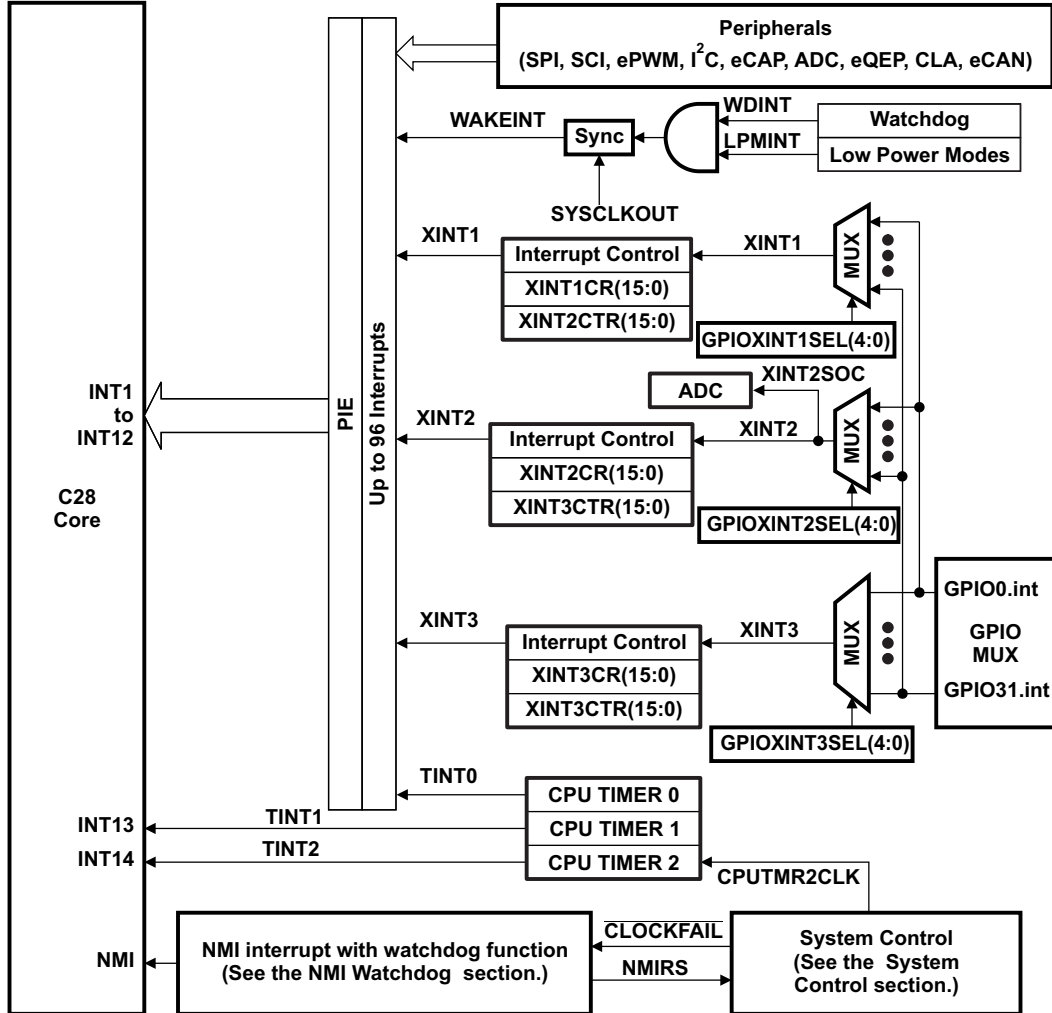 Peripherals
(SPI, SCI, ePWM, I2C, eCAP, ADC, eQEP, CLA, eCAN)
WDINT
Watchdog
WAKEINT
Sync
LPMINT
Low Power Modes
SYSCLKOUT
XINT1
Interrupt Control
XINT1
MUX
XINT1CR(15:0)
XINT2CTR(15:0)
GPIOXINT1SEL(4:0)
XINT2SOC
ADC
INT1
to
INT12
PIE
Up to 96 Interrupts
XINT2
Interrupt Control
XINT2
MUX
XINT2CR(15:0)
XINT3CTR(15:0)
GPIOXINT2SEL(4:0)
C28
Core
GPIO0.int
GPIO
MUX
GPIO31.int
XINT3
Interrupt Control
XINT3
MUX
XINT3CR(15:0)
XINT3CTR(15:0)
GPIOXINT3SEL(4:0)
TINT0
CPU TIMER 0
INT13
TINT1
CPU TIMER 1
INT14
TINT2
CPU TIMER 2
CPUTMR2CLK
NMI
NMI interrupt with watchdog function
(See the NMI Watchdog section.)
CLOCKFAIL
NMIRS
System Control
(See the System
Control section.)